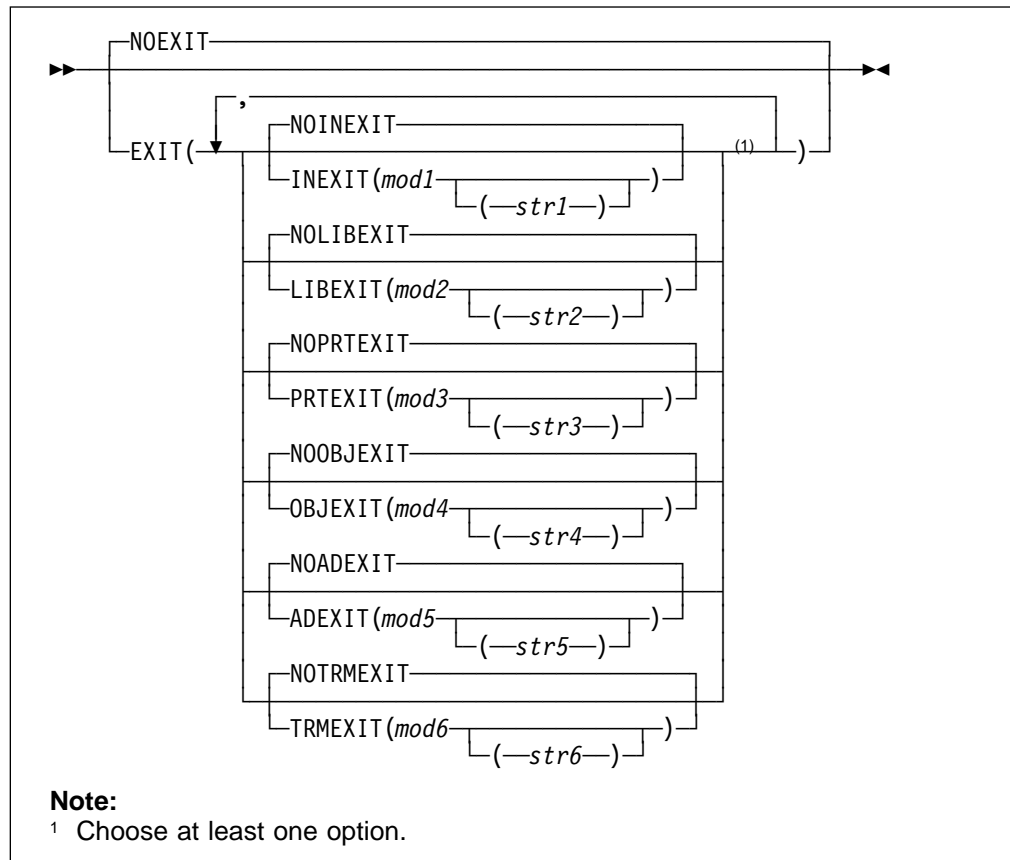 NOEXIT
,
EXIT(
NOINEXIT
(1)
)
INEXIT(mod1
)
(str1)
NOLIBEXIT
LIBEXIT(mod2
)
(str2)
NOPRTEXIT
PRTEXIT(mod3
)
(str3)
NOOBJEXIT
OBJEXIT(mod4
)
(str4)
NOADEXIT
ADEXIT(mod5
)
(str5)
NOTRMEXIT
TRMEXIT(mod6
)
(str6)
Note:
1 Choose at least one option.